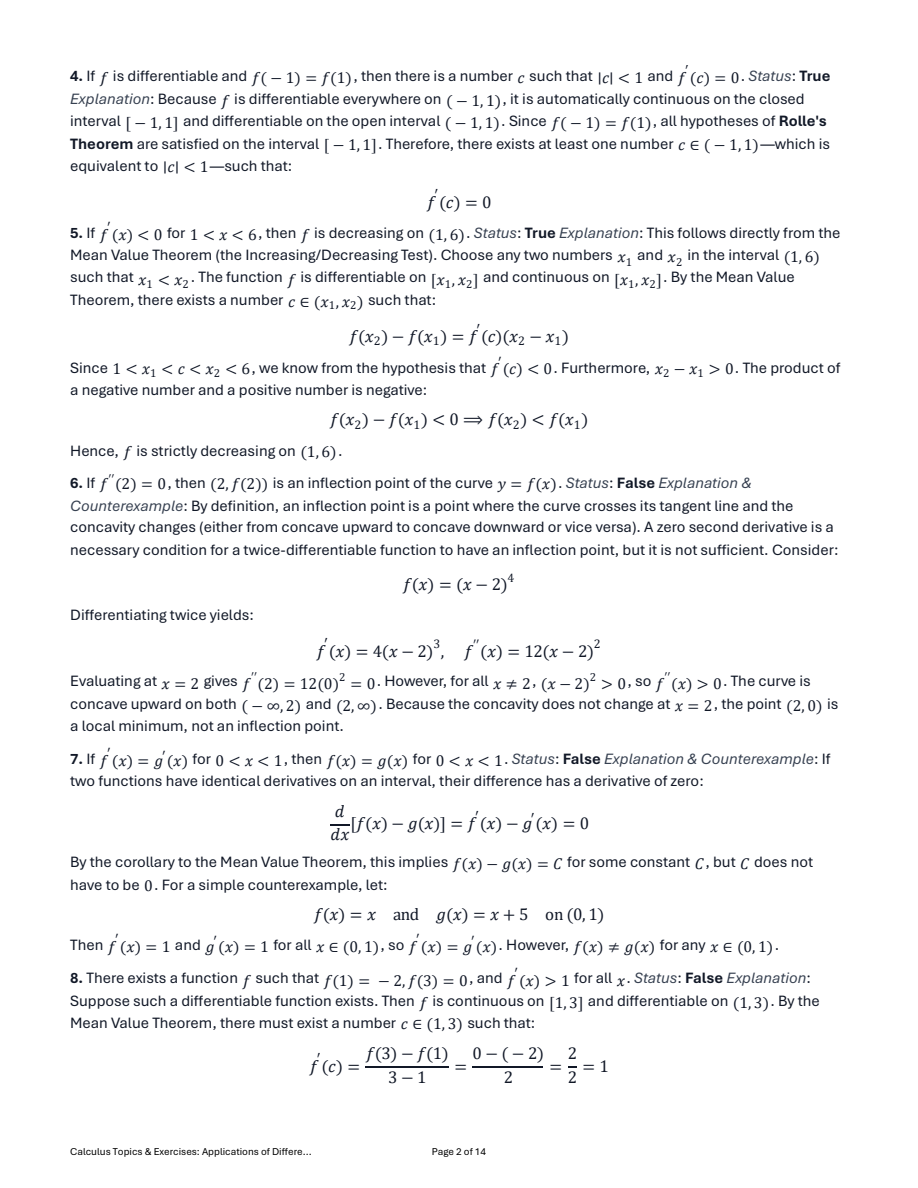 4. If f is differentiable and f( − 1) = f(1), then there is a number c such that |c| < 1 and f′(c) = 0. Status: True
Explanation: Because f is differentiable everywhere on ( − 1, 1), it is automatically continuous on the closed
interval [ − 1, 1] and differentiable on the open interval ( − 1, 1). Since f( − 1) = f(1), all hypotheses of Rolle's
Theorem are satisfied on the interval [ − 1, 1]. Therefore, there exists at least one number c ∈ ( − 1, 1)—which is
equivalent to |c| < 1—such that:
f′(c) = 0
5. If f′(x) < 0 for 1 < x < 6, then f is decreasing on (1, 6). Status: True Explanation: This follows directly from the
Mean Value Theorem (the Increasing/Decreasing Test). Choose any two numbers x₁ and x₂ in the interval (1, 6)
such that x₁ < x₂. The function f is differentiable on [x₁, x₂] and continuous on [x₁, x₂]. By the Mean Value
Theorem, there exists a number c ∈ (x₁, x₂) such that:
f(x₂) − f(x₁) = f′(c)(x₂ − x₁)
Since 1 < x₁ < c < x₂ < 6, we know from the hypothesis that f′(c) < 0. Furthermore, x₂ − x₁ > 0. The product of
a negative number and a positive number is negative:
f(x₂) − f(x₁) < 0 ⟹ f(x₂) < f(x₁)
Hence, f is strictly decreasing on (1, 6).
6. If f″(2) = 0, then (2, f(2)) is an inflection point of the curve y = f(x). Status: False Explanation &
Counterexample: By definition, an inflection point is a point where the curve crosses its tangent line and the
concavity changes (either from concave upward to concave downward or vice versa). A zero second derivative is a
necessary condition for a twice-differentiable function to have an inflection point, but it is not sufficient. Consider:
f(x) = (x − 2)⁴
Differentiating twice yields:
f′(x) = 4(x − 2)³, f″(x) = 12(x − 2)²
Evaluating at x = 2 gives f″(2) = 12(0)² = 0. However, for all x ≠ 2, (x − 2)² > 0, so f″(x) > 0. The curve is
concave upward on both ( − ∞, 2) and (2, ∞). Because the concavity does not change at x = 2, the point (2, 0) is
a local minimum, not an inflection point.
7. If f′(x) = g′(x) for 0 < x < 1, then f(x) = g(x) for 0 < x < 1. Status: False Explanation & Counterexample: If
two functions have identical derivatives on an interval, their difference has a derivative of zero:
d/dx[f(x) − g(x)] = f′(x) − g′(x) = 0
By the corollary to the Mean Value Theorem, this implies f(x) − g(x) = C for some constant C, but C does not
have to be 0. For a simple counterexample, let:
f(x) = x and g(x) = x + 5 on (0, 1)
Then f′(x) = 1 and g′(x) = 1 for all x ∈ (0, 1), so f′(x) = g′(x). However, f(x) ≠ g(x) for any x ∈ (0, 1).
8. There exists a function f such that f(1) = − 2, f(3) = 0, and f′(x) > 1 for all x. Status: False Explanation:
Suppose such a differentiable function exists. Then f is continuous on [1, 3] and differentiable on (1, 3). By the
Mean Value Theorem, there must exist a number c ∈ (1, 3) such that:
f′(c) = (f(3) − f(1))/(3 − 1) = (0 − ( − 2))/2 = 2/2 = 1
Calculus Topics & Exercises: Applications of Differe... Page 2 of 14